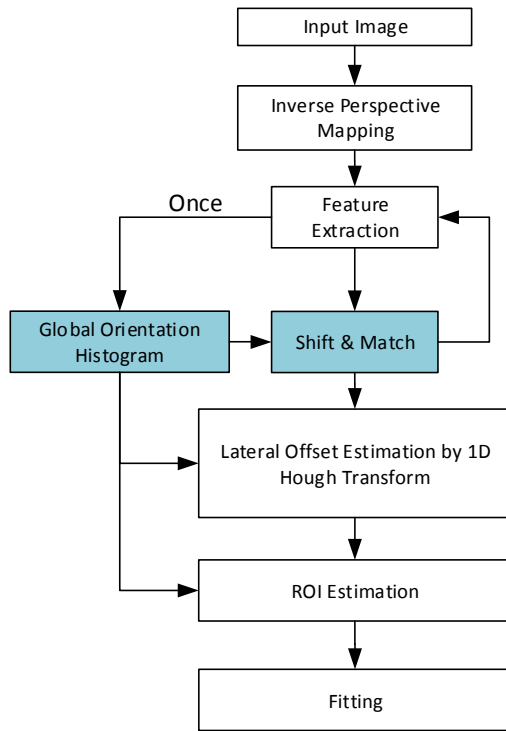 Input Image
Inverse Perspective
Mapping
Once
Feature
Extraction
Global Orientation
Histogram
Shift & Match
Lateral Offset Estimation by 1D
Hough Transform
ROI Estimation
Fitting